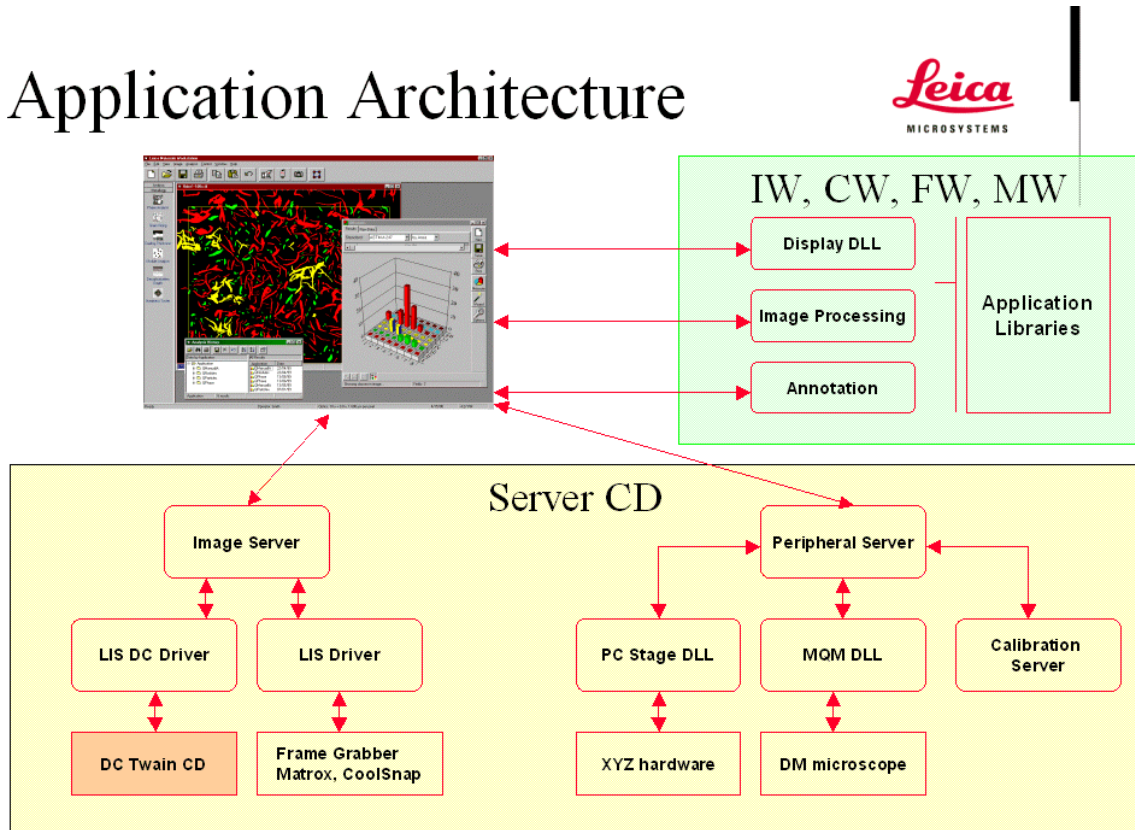 Application Architecture
Leica
MICROSYSTEMS
IW, CW, FW, MW
Display DLL
Image Processing
Annotation
Application
Libraries
Server CD
Image Server
Peripheral Server
LIS DC Driver
LIS Driver
PC Stage DLL
MQM DLL
Calibration
Server
DC Twain CD
Frame Grabber
Matrox, CoolSnap
XYZ hardware
DM microscope